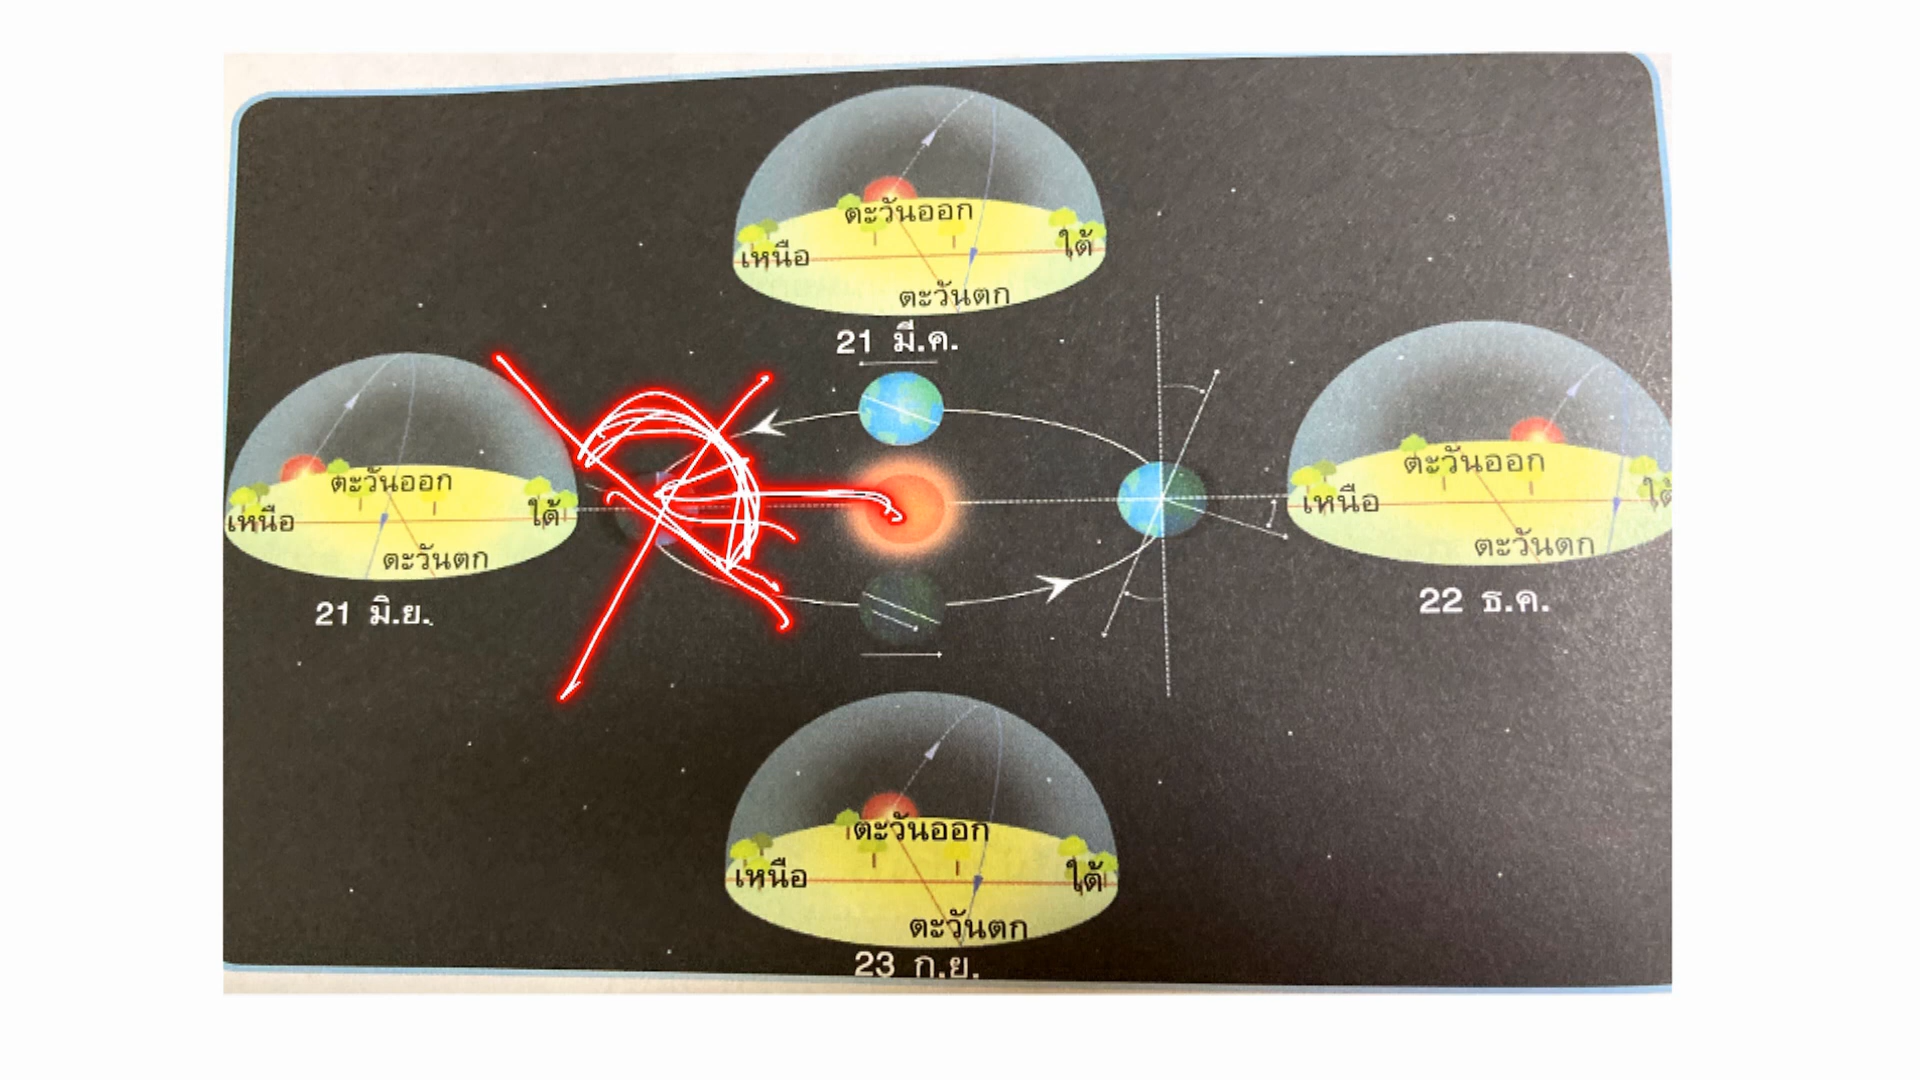 ตะวันออก
เหนือ
ใต้
ตะวันตก
21 มี.ค.
ตะวันออก
เหนือ
ใต้
ตะวันตก
21 มิ.ย.
ตะวันออก
เหนือ
ใต้
ตะวันตก
22 ธ.ค.
ตะวันออก
เหนือ
ใต้
ตะวันตก
23 ก.ย.